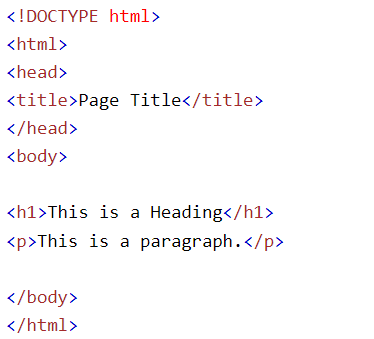 <!DOCTYPE html>
<html>
<head>
<title>Page Title</title>
</head>
<body>

<h1>This is a Heading</h1>
<p>This is a paragraph.</p>

</body>
</html>